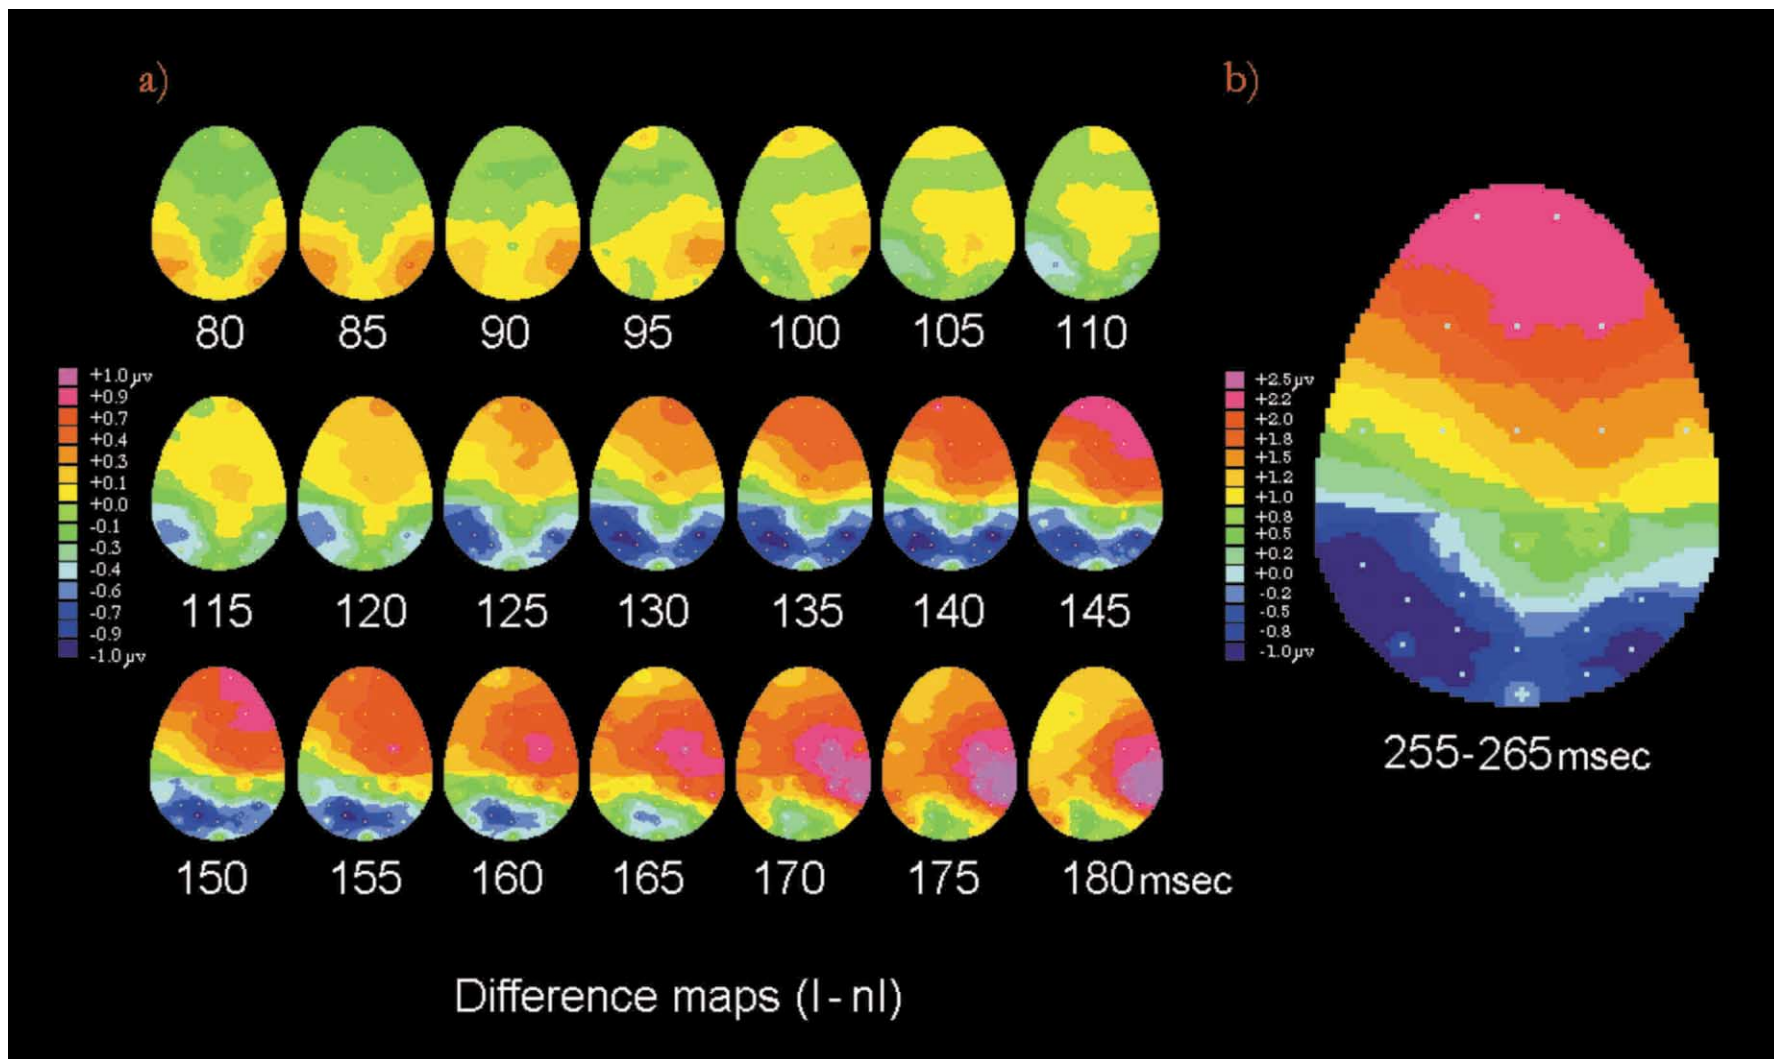 a)
b)
80 85 90 95 100 105 110
+1.0 μv
+0.9
+0.7
+0.4
+0.3
+0.1
+0.0
-0.1
-0.3
-0.4
-0.6
-0.7
-0.9
-1.0 μv
115 120 125 130 135 140 145
150 155 160 165 170 175 180 msec
Difference maps (I - nI)
+2.5 μv
+2.2
+2.0
+1.8
+1.5
+1.2
+1.0
+0.8
+0.5
+0.2
+0.0
-0.2
-0.5
-0.8
-1.0 μv
255-265 msec